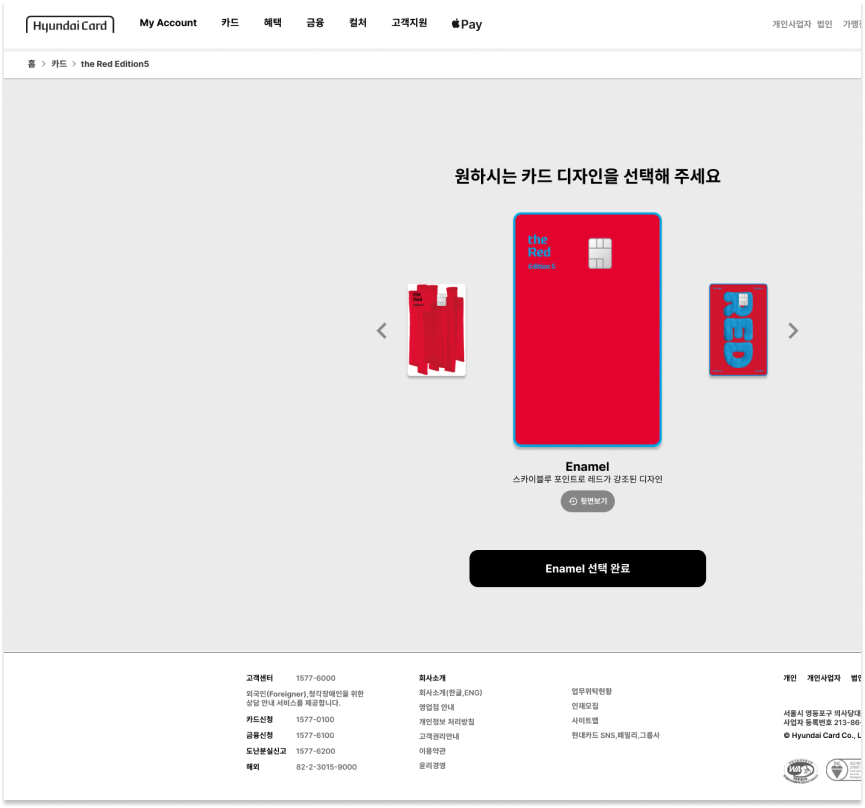 Hyundai Card
My Account 카드 혜택 금융 컬처 고객지원 Pay
개인사업자 법인
홈 > 카드 > the Red Edition5
원하시는 카드 디자인을 선택해 주세요
the
Red
Edition5
the
Red
RED
Enamel
스카이블루 포인트로 레드가 강조된 디자인
뒷면보기
Enamel 선택 완료
고객센터 1577-6000
외국인(Foreigner),청각장애인을 위한
상담 안내 서비스를 제공합니다.
카드신청 1577-0100
금융신청 1577-6100
도난분실신고 1577-6200
해외 82-2-3015-9000
회사소개
회사소개(한글,ENG)
영업점 안내
개인정보 처리방침
고객권리안내
이용약관
윤리경영
업무위탁현황
인재모집
사이트맵
현대카드 SNS,패밀리,그룹사
개인 개인사업자
서울시 영등포구 의사당대
사업자 등록번호 213-86-
© Hyundai Card Co., L
WA